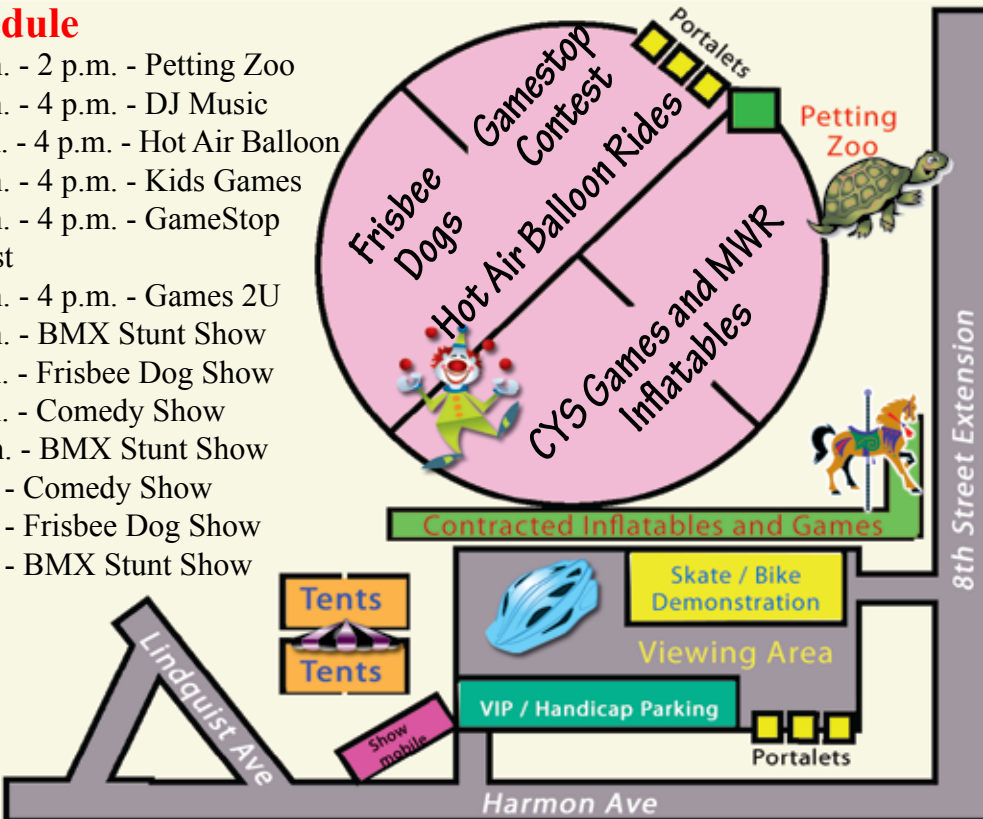 dule
m. - 2 p.m. - Petting Zoo
m. - 4 p.m. - DJ Music
. - 4 p.m. - Hot Air Balloon
m. - 4 p.m. - Kids Games
m. - 4 p.m. - GameStop
st
m. - 4 p.m. - Games 2U
m. - BMX Stunt Show
. - Frisbee Dog Show
. - Comedy Show
m. - BMX Stunt Show
- Comedy Show
- Frisbee Dog Show
- BMX Stunt Show
Portalets
Gamestop
Contest
Petting
Zoo
Frisbee
Dogs
Hot Air Balloon Rides
CYS Games and MWR
Inflatables
8th Street Extension
Contracted Inflatables and Games
Skate / Bike
Demonstration
Viewing Area
Tents
Tents
VIP / Handicap Parking
Portalets
Show
mobile
Lindquist Ave
Harmon Ave